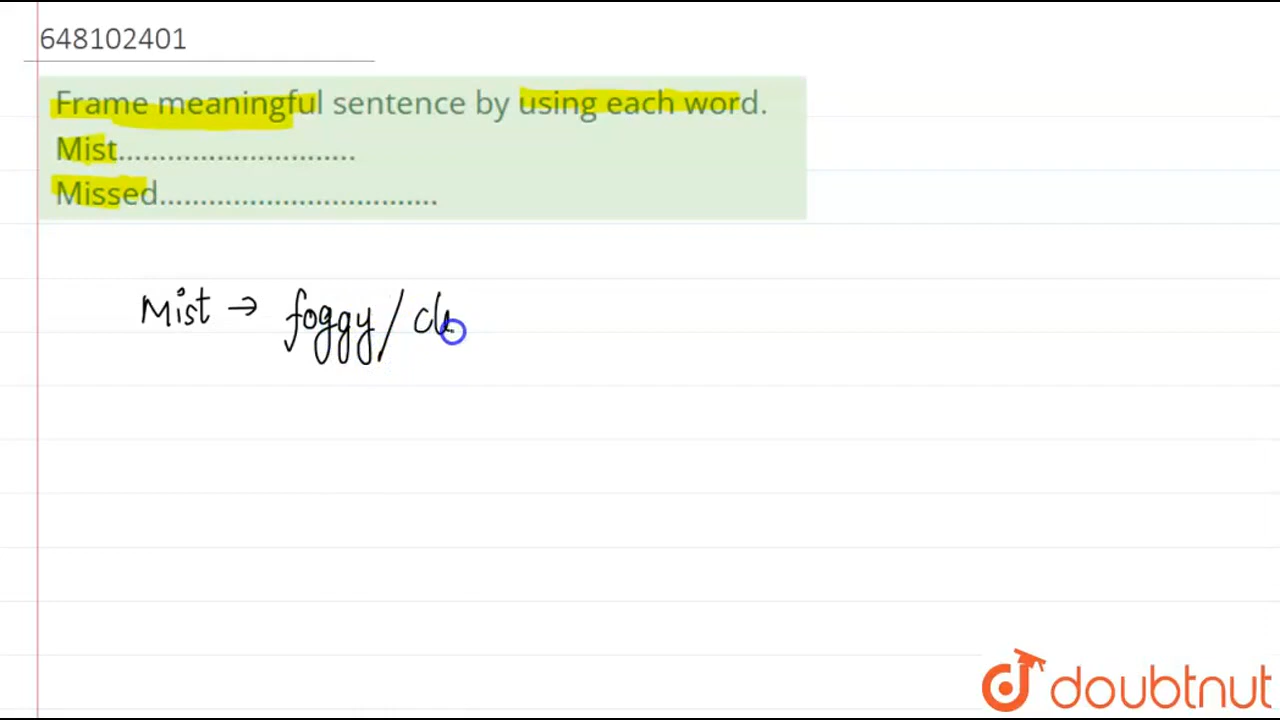 648102401
Frame meaningful sentence by using each word.
Mist.............................
Missed..................................
Mist → foggy /
doubtnut